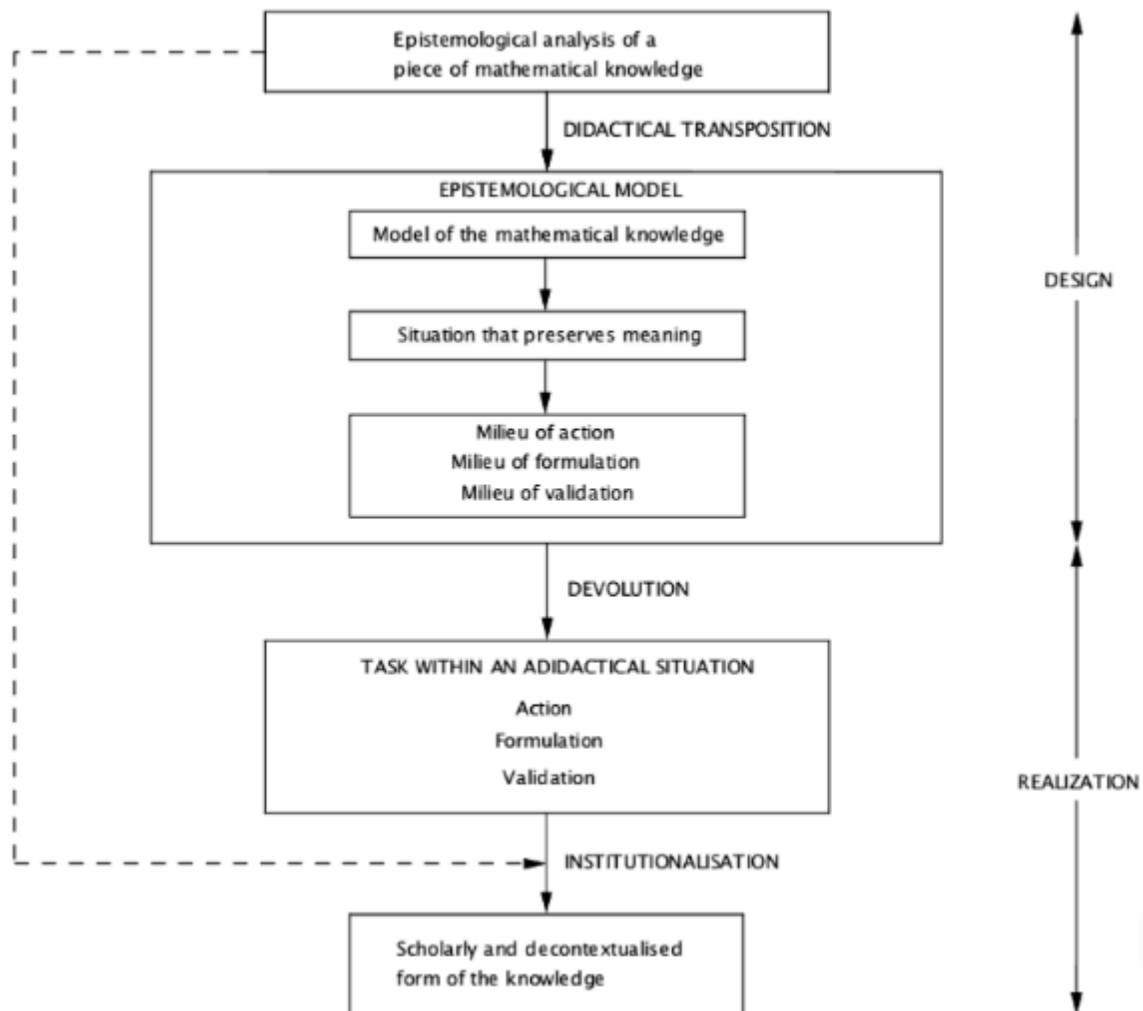 Epistemological analysis of a
piece of mathematical knowledge
DIDACTICAL TRANSPOSITION
EPISTEMOLOGICAL MODEL
Model of the mathematical knowledge
Situation that preserves meaning
Milieu of action
Milieu of formulation
Milieu of validation
DESIGN
DEVOLUTION
TASK WITHIN AN ADIDACTICAL SITUATION
Action
Formulation
Validation
REALIZATION
INSTITUTIONALISATION
Scholarly and decontextualised
form of the knowledge